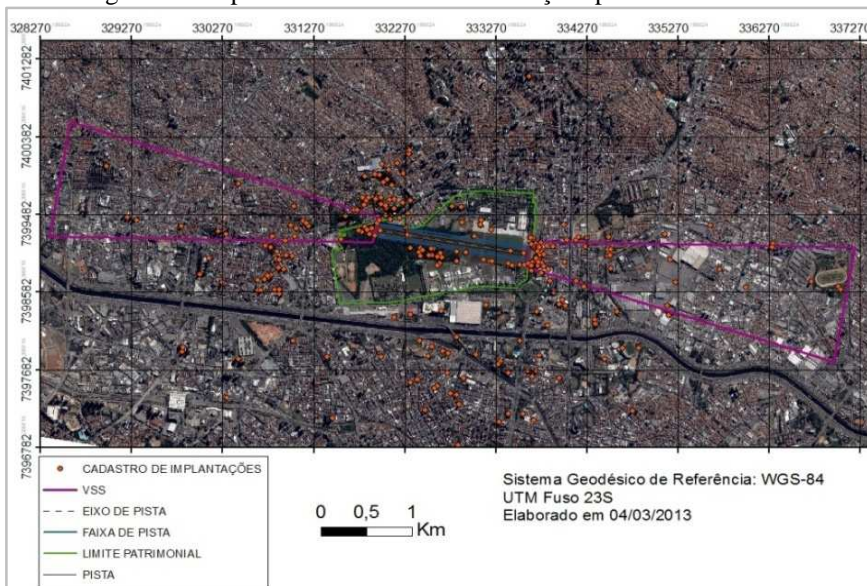 328270 329270 330270 331270 332270 333270 334270 335270 336270 337270
7401282
7400382
7399482
7398582
7397682
7396782
CADASTRO DE IMPLANTAÇÕES
VSS
EIXO DE PISTA
FAIXA DE PISTA
LIMITE PATRIMONIAL
PISTA
0 0,5 1
Km
Sistema Geodésico de Referência: WGS-84
UTM Fuso 23S
Elaborado em 04/03/2013